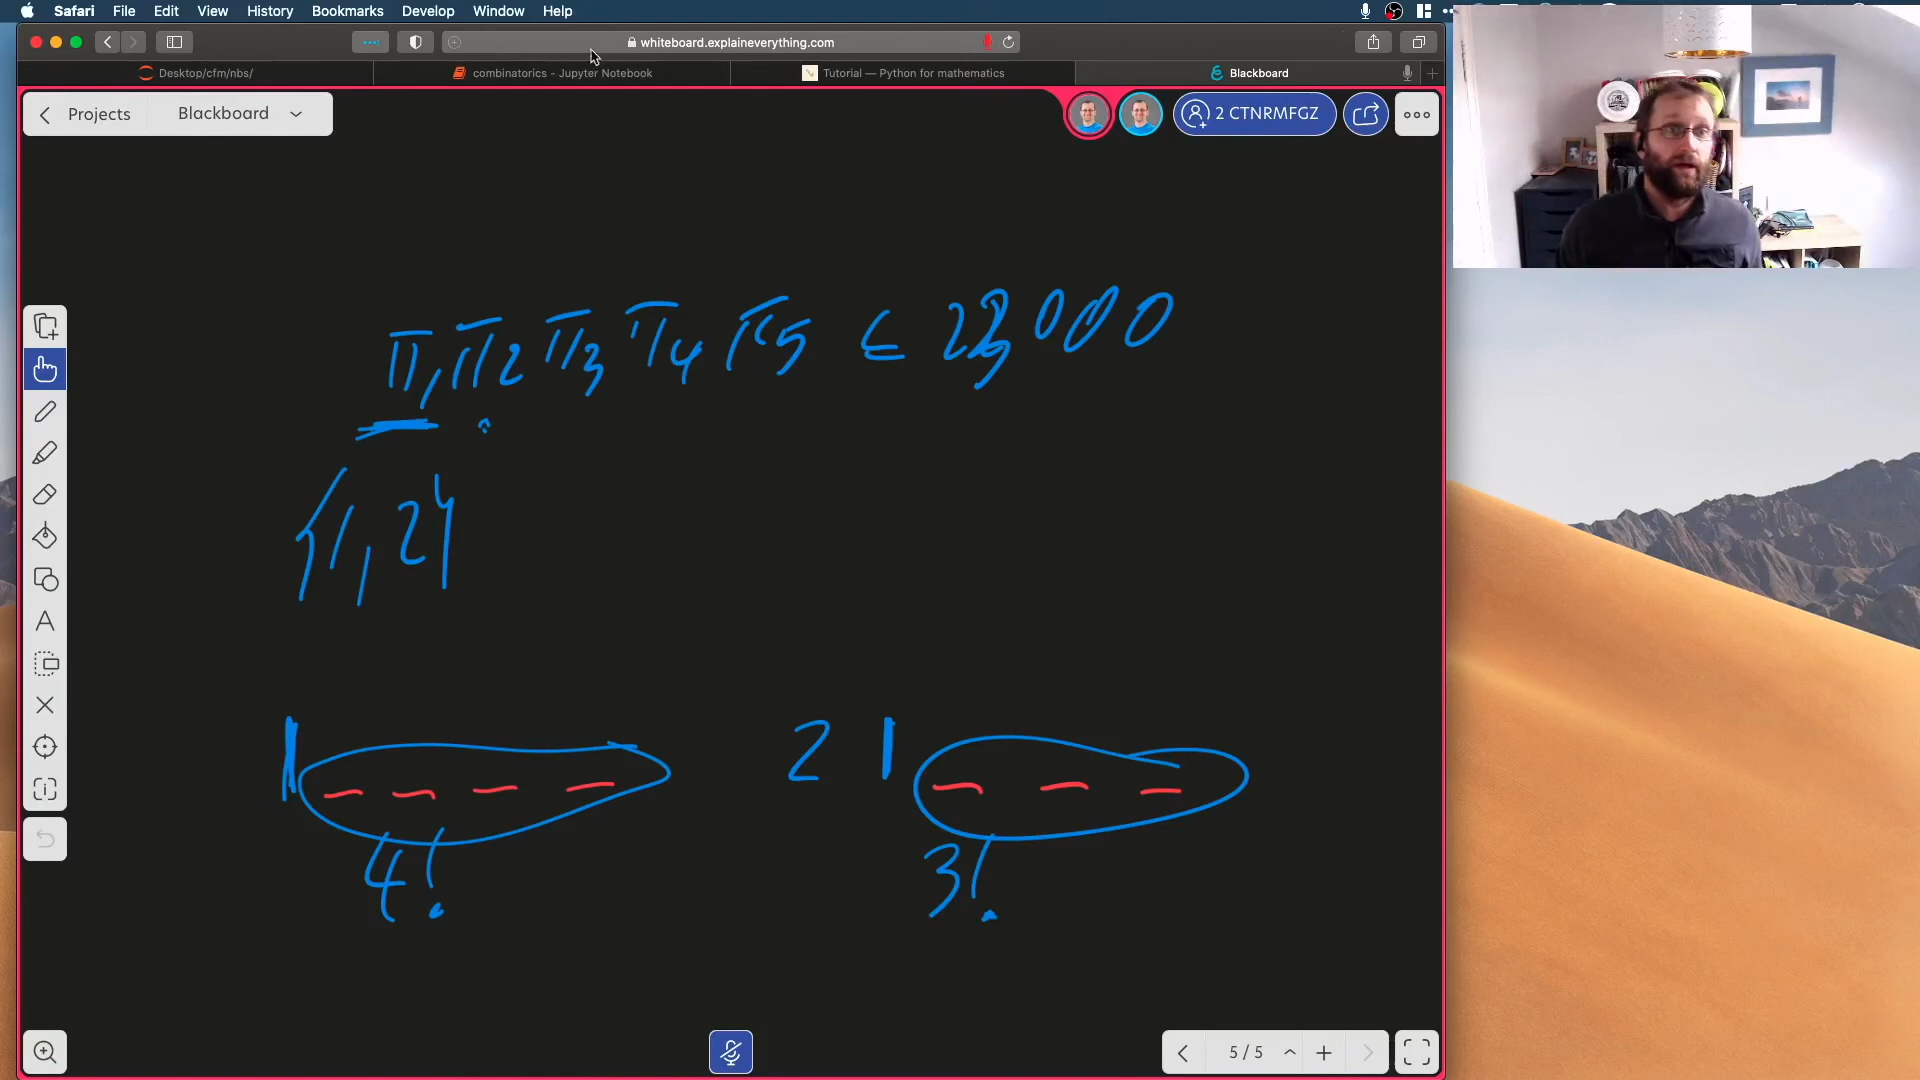 Safari File Edit View History Bookmarks Develop Window Help
whiteboard.explaineverything.com
Desktop/cfm/nbs/ combinatorics - Jupyter Notebook Tutorial — Python for mathematics Blackboard
Projects Blackboard 2 CTNRMFGZ
π1 π2 π3 π4 π5 ≤ 23000
{1, 2}
1 2 1
4! 3!
5 / 5